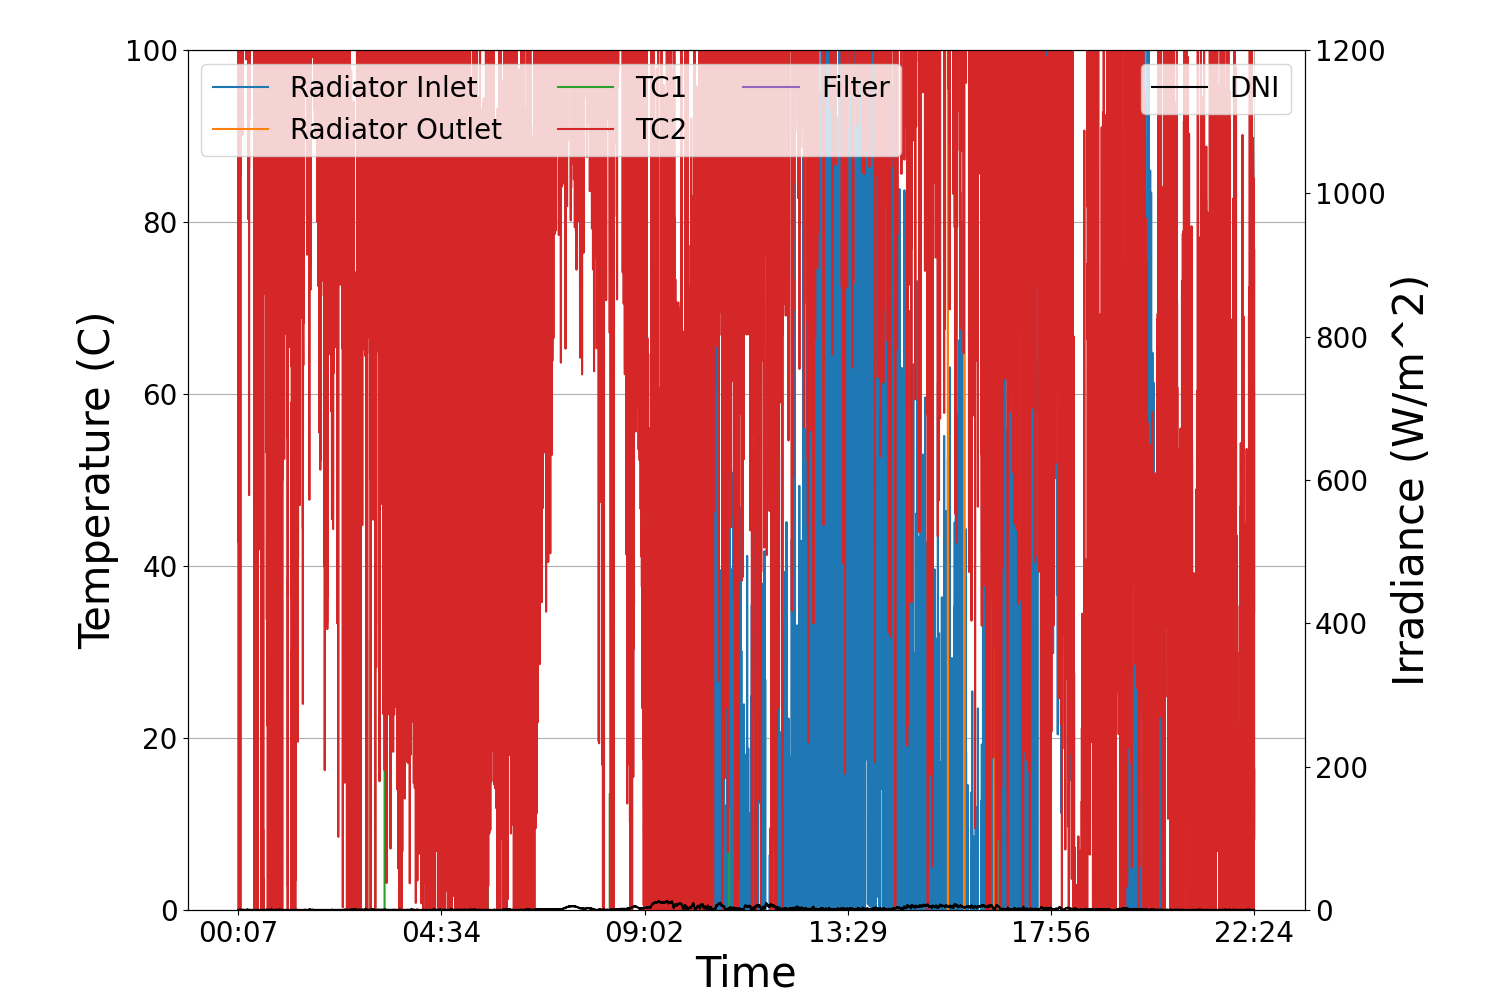 100
80
60
40
20
0
Temperature (C)
Radiator Inlet
Radiator Outlet
TC1
TC2
Filter
DNI
1200
1000
800
600
400
200
0
Irradiance (W/m^2)
00:07
04:34
09:02
13:29
17:56
22:24
Time